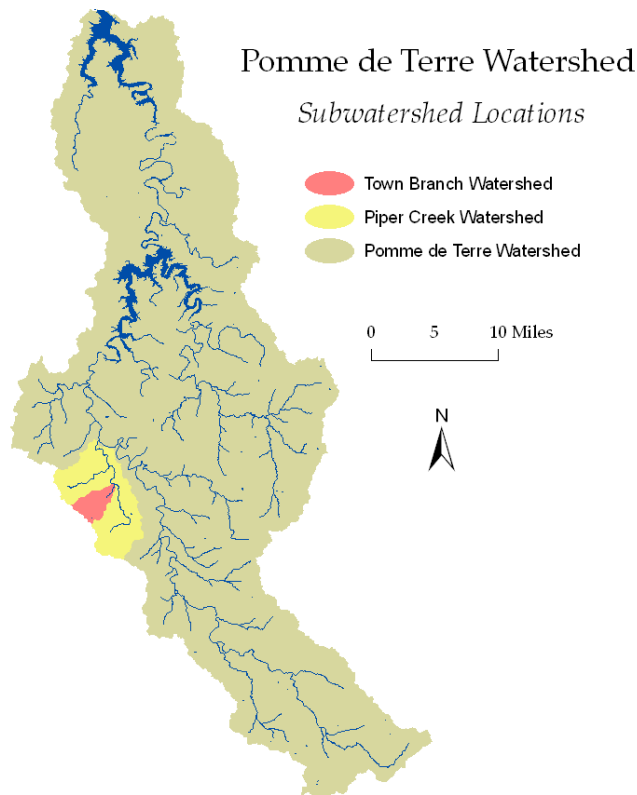 Pomme de Terre Watershed
Subwatershed Locations
Town Branch Watershed
Piper Creek Watershed
Pomme de Terre Watershed
0 5 10 Miles
N